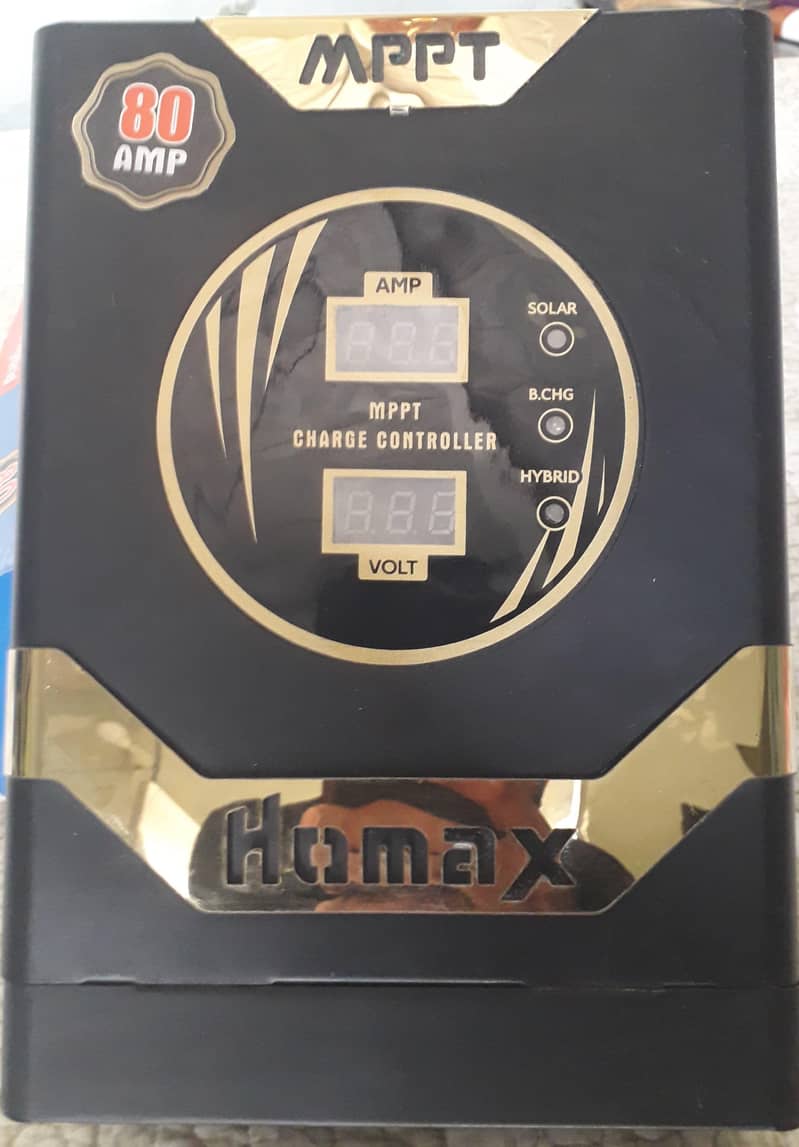 MPPT
80
AMP
AMP
SOLAR
B.CHG
MPPT
CHARGE CONTROLLER
HYBRID
VOLT
Homax